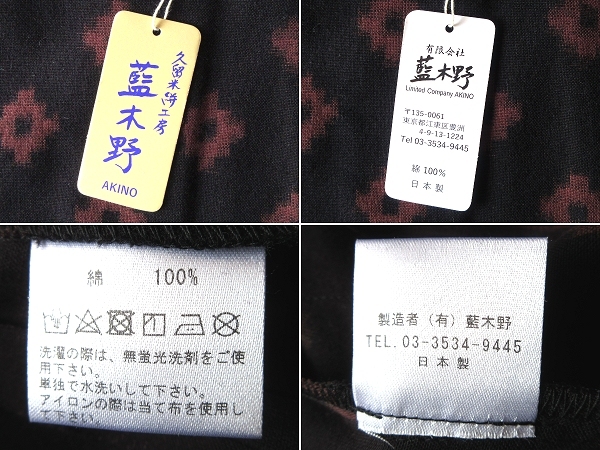 久留米絣工房
藍木野
AKINO
有限会社
藍木野
Limited Company AKINO
〒135-0061
東京都江東区豊洲
4-9-13-1224
Tel 03-3534-9445
綿 100%
日本製
綿 100%
洗濯の際は、無蛍光洗剤をご使
用下さい。
単独で水洗いして下さい。
アイロンの際は当て布を使用し
て下さい。
製造者 (有) 藍木野
TEL. 03-3534-9445
日本製